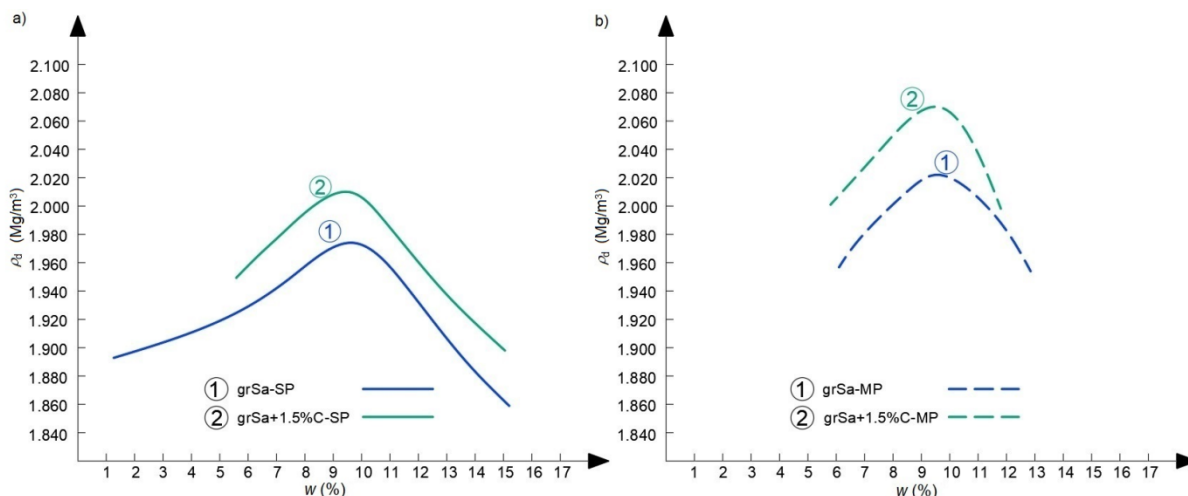 a)
2.100
2.080
2.060
2.040
2.020
2.000
1.980
1.960
1.930
1.920
1.900
1.880
1.860
1.840
ρd (Mg/m³)
2
1
1 grSa-SP
2 grSa+1.5%C-SP
1 2 3 4 5 6 7 8 9 10 11 12 13 14 15 16 17
w (%)
b)
2.100
2.080
2.060
2.040
2.020
2.000
1.980
1.960
1.930
1.920
1.900
1.880
1.860
1.840
ρd (Mg/m³)
2
1
1 grSa-MP
2 grSa+1.5%C-MP
1 2 3 4 5 6 7 8 9 10 11 12 13 14 15 16 17
w (%)